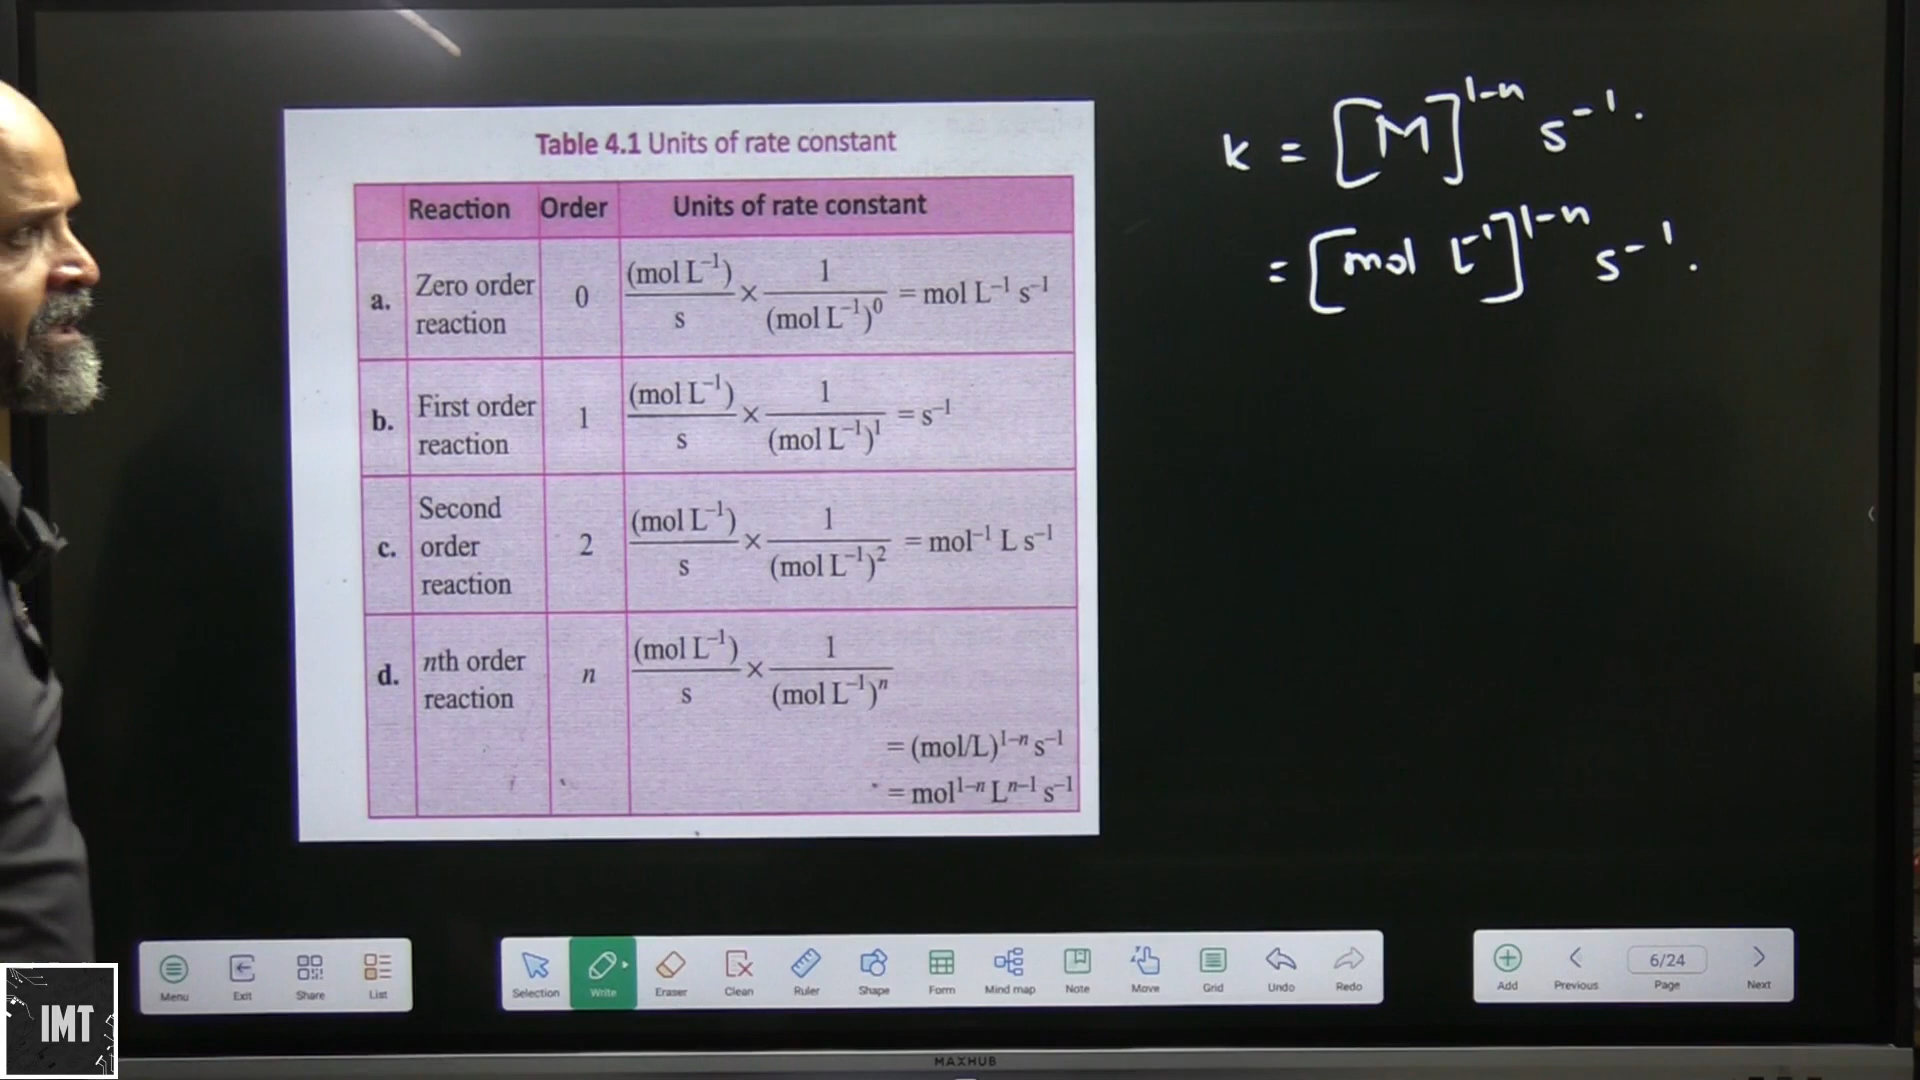 Table 4.1 Units of rate constant
Reaction Order Units of rate constant
a. Zero order reaction 0 (mol L⁻¹)/s × 1/(mol L⁻¹)⁰ = mol L⁻¹ s⁻¹
b. First order reaction 1 (mol L⁻¹)/s × 1/(mol L⁻¹)¹ = s⁻¹
c. Second order reaction 2 (mol L⁻¹)/s × 1/(mol L⁻¹)² = mol⁻¹ L s⁻¹
d. nth order reaction n (mol L⁻¹)/s × 1/(mol L⁻¹)ⁿ
= (mol/L)¹⁻ⁿ s⁻¹
= mol¹⁻ⁿ Lⁿ⁻¹ s⁻¹
k = [M]¹⁻ⁿ s⁻¹.
= [mol L⁻¹]¹⁻ⁿ s⁻¹.
Menu Exit Share List
Selection Write Eraser Clean Ruler Shape Form Mind map Note Move Grid Undo Redo
6/24
Add Previous Page Next
IMT
MAXHUB